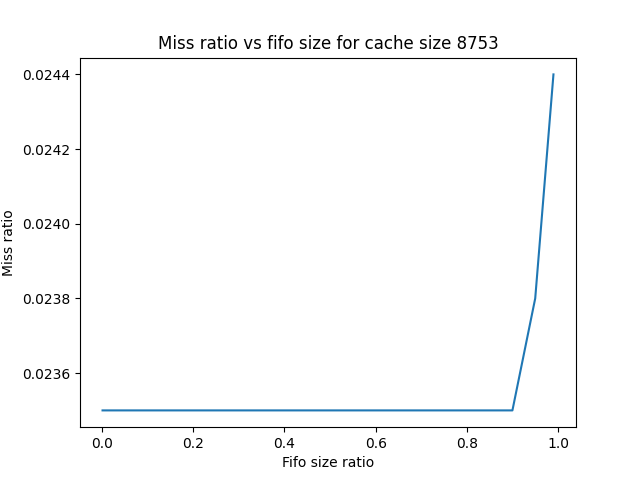 Miss ratio vs fifo size for cache size 8753
0.0244
0.0242
0.0240
0.0238
0.0236
Miss ratio
0.0 0.2 0.4 0.6 0.8 1.0
Fifo size ratio